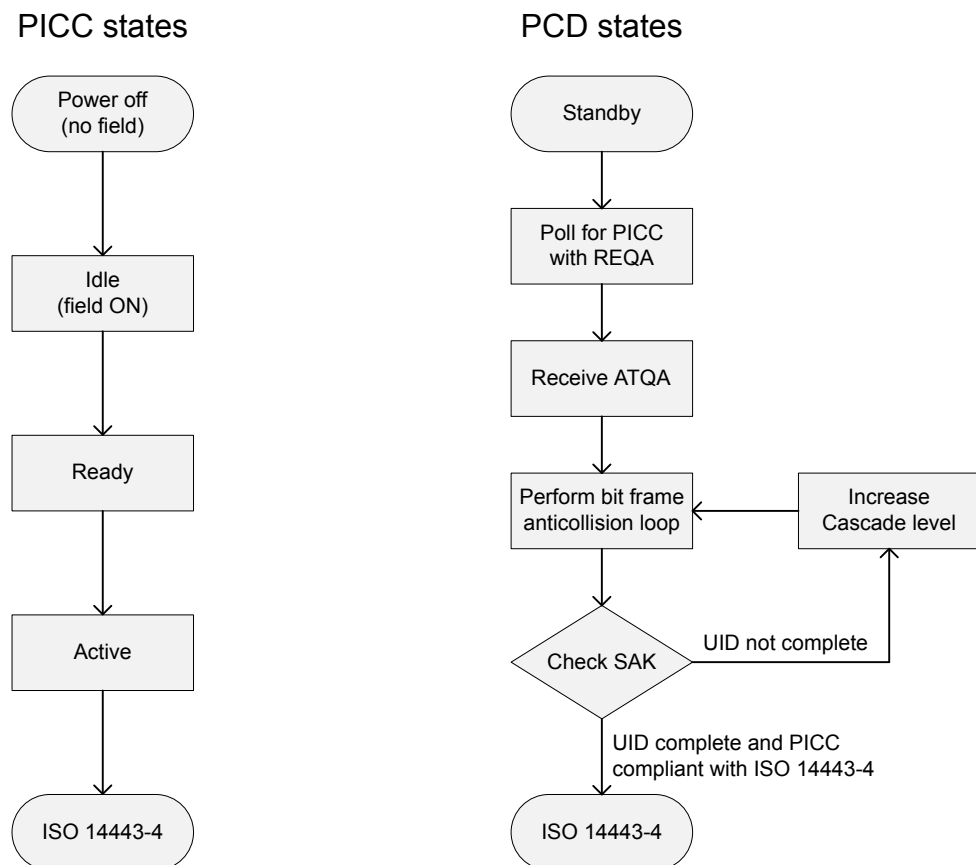 PICC states
Power off
(no field)
Idle
(field ON)
Ready
Active
ISO 14443-4
PCD states
Standby
Poll for PICC
with REQA
Receive ATQA
Perform bit frame
anticollision loop
Increase
Cascade level
Check SAK
UID not complete
UID complete and PICC
compliant with ISO 14443-4
ISO 14443-4